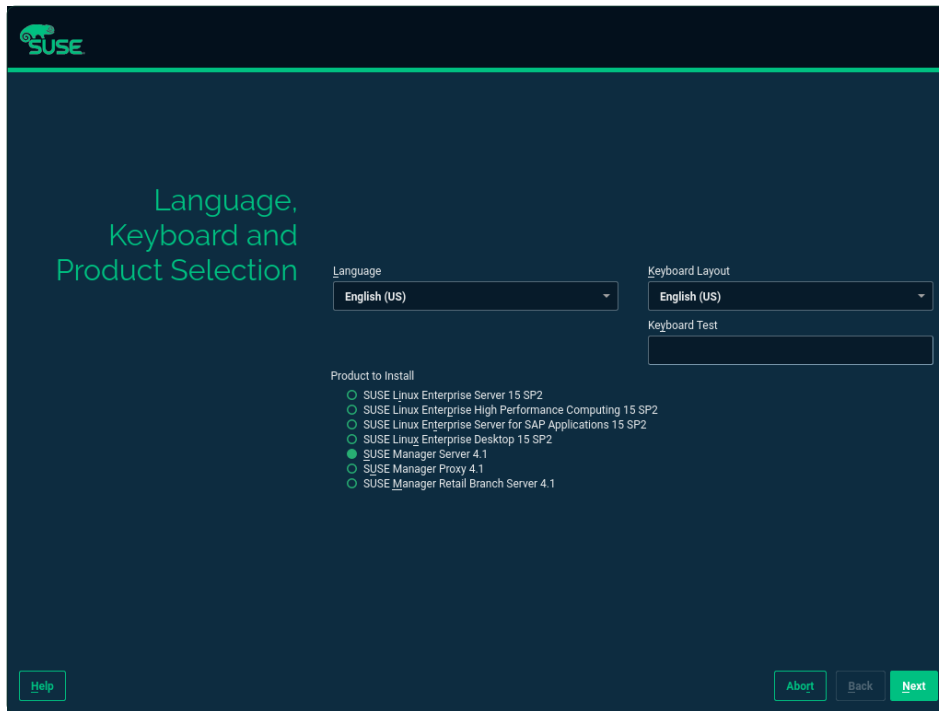 SUSE
Language,
Keyboard and
Product Selection
Language
Keyboard Layout
English (US)
English (US)
Keyboard Test
Product to Install
SUSE Linux Enterprise Server 15 SP2
SUSE Linux Enterprise High Performance Computing 15 SP2
SUSE Linux Enterprise Server for SAP Applications 15 SP2
SUSE Linux Enterprise Desktop 15 SP2
SUSE Manager Server 4.1
SUSE Manager Proxy 4.1
SUSE Manager Retail Branch Server 4.1
Help
Abort
Back
Next